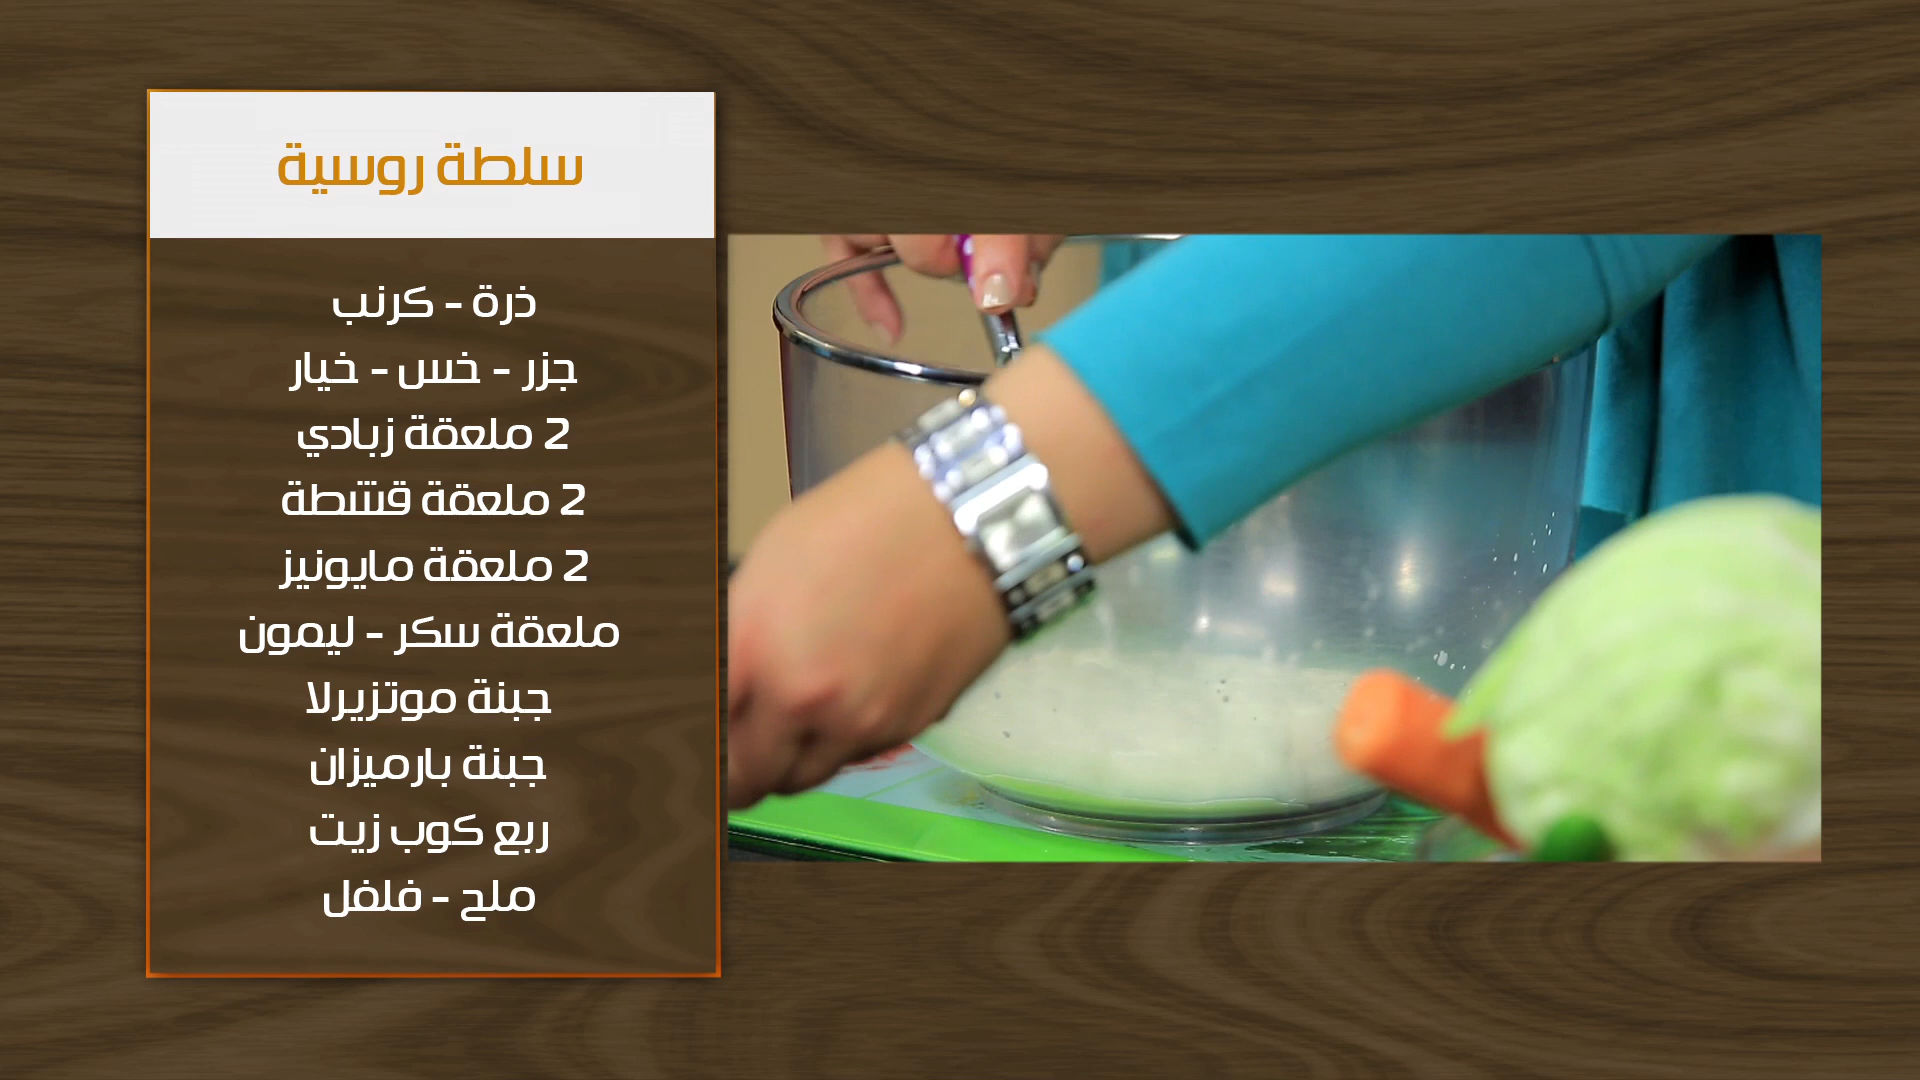 سلطة روسية
ذرة - كرنب
جزر - خس - خيار
2 ملعقة زبادي
2 ملعقة قشطة
2 ملعقة مايونيز
ملعقة سكر - ليمون
جبنة موتزيرلا
جبنة بارميزان
ربع كوب زيت
ملح - فلفل